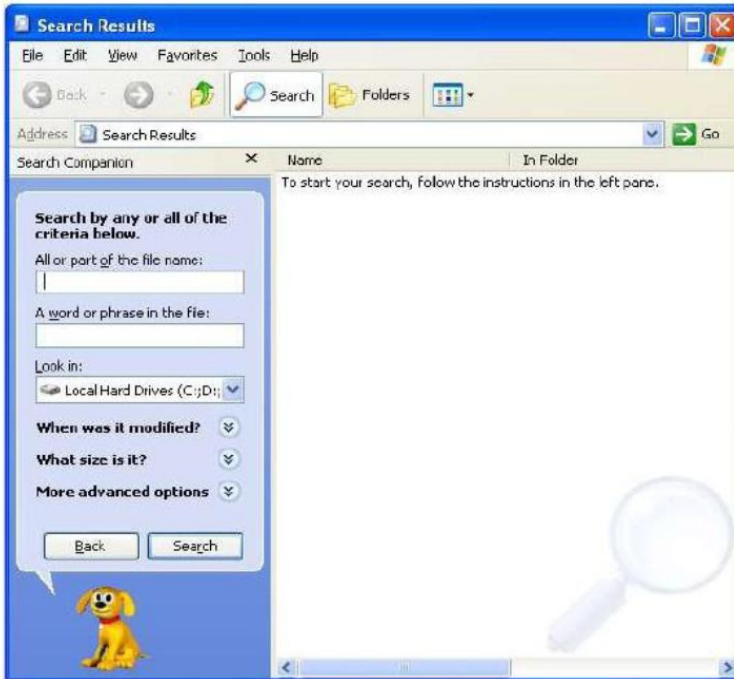 Search Results
File Edit View Favorites Tools Help
Back Search Folders
Address Search Results Go
Search Companion
Name In Folder
To start your search, follow the instructions in the left pane.
Search by any or all of the
criteria below.
All or part of the file name:
A word or phrase in the file:
Look in:
Local Hard Drives (C:;D:;
When was it modified?
What size is it?
More advanced options
Back Search